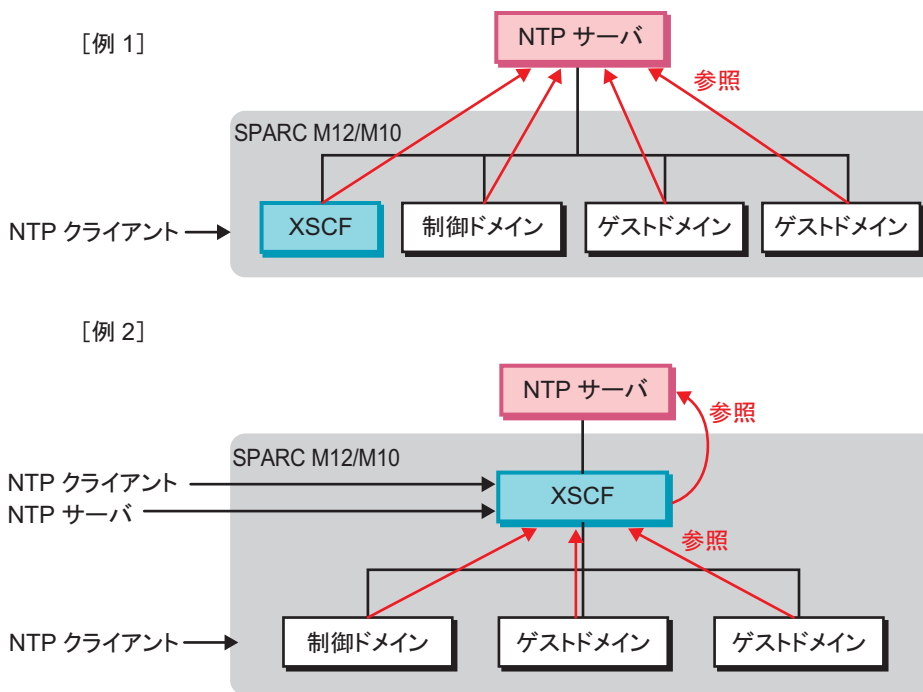 ［例 1］
NTP サーバ
参照
SPARC M12/M10
NTP クライアント
XSCF
制御ドメイン
ゲストドメイン
ゲストドメイン
［例 2］
NTP サーバ
参照
SPARC M12/M10
NTP クライアント
NTP サーバ
XSCF
参照
NTP クライアント
制御ドメイン
ゲストドメイン
ゲストドメイン